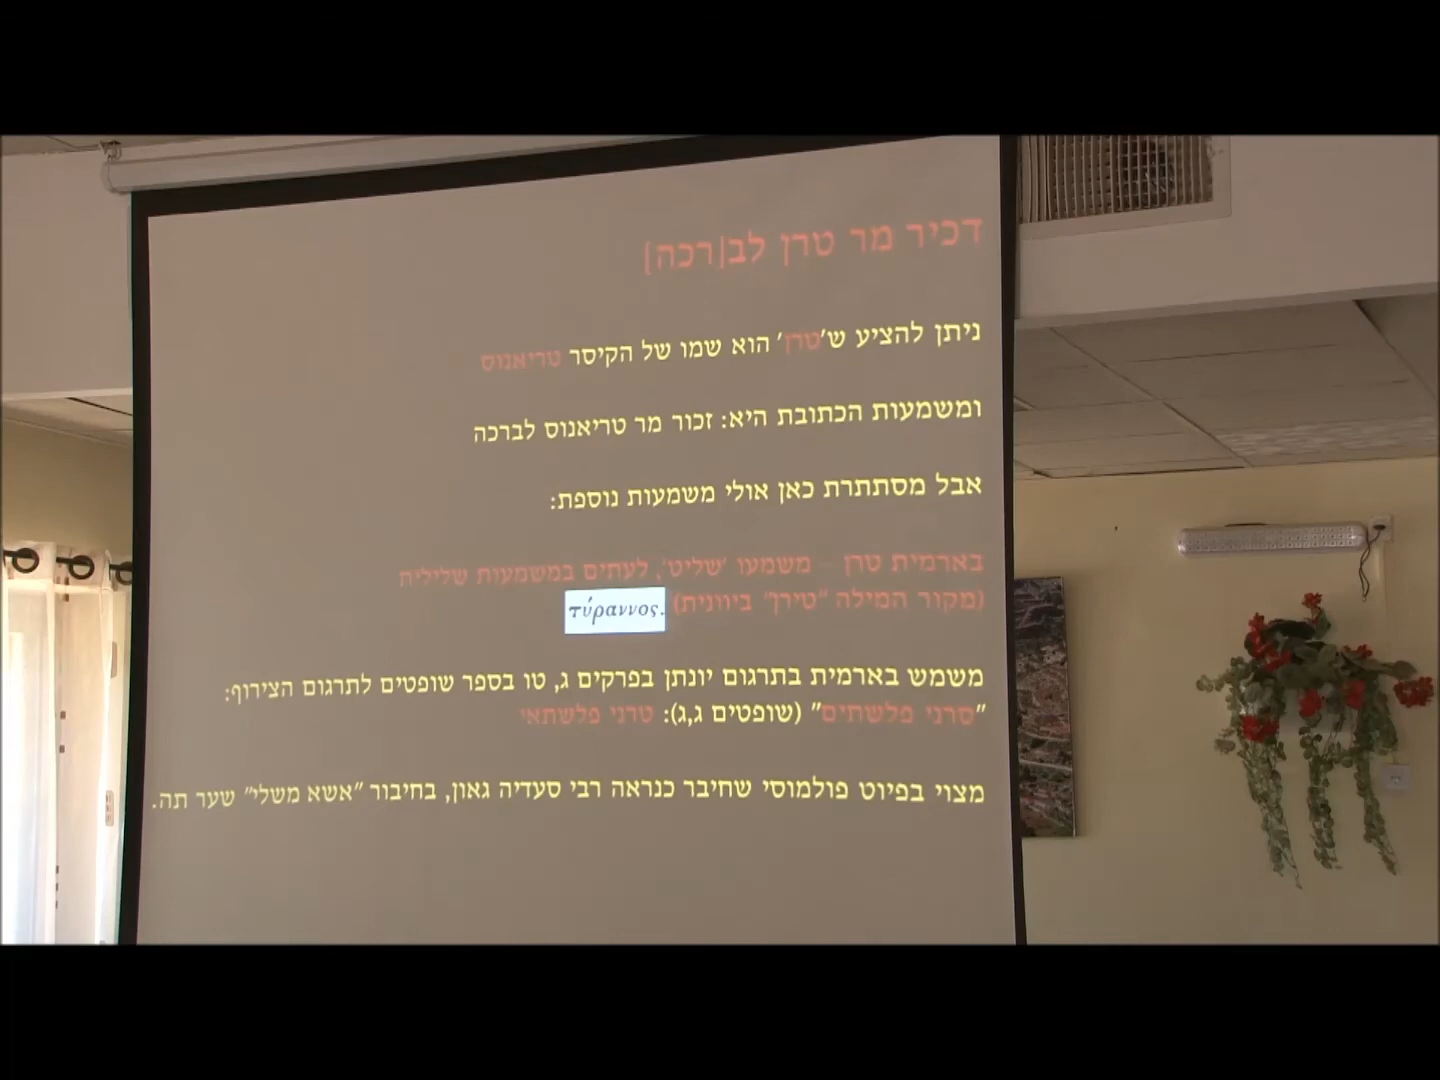 דכיר מר טרן לב[רכה]
ניתן להציע ש'טרן' הוא שמו של הקיסר טריאנוס
ומשמעות הכתובת היא: זכור מר טריאנוס לברכה
אבל מסתתרת כאן אולי משמעות נוספת:
בארמית טרן – משמעו 'שליט', לעתים במשמעות שלילית
(מקור המילה "טירן" ביוונית) τύραννος.
משמש בארמית בתרגום יונתן בפרקים ג, טו בספר שופטים לתרגום הצירוף:
"סרני פלשתים" (שופטים ג,ג): טרני פלשתאי
מצוי בפיוט פולמוסי שחיבר כנראה רבי סעדיה גאון, בחיבור "אשא משלי" שער תה.